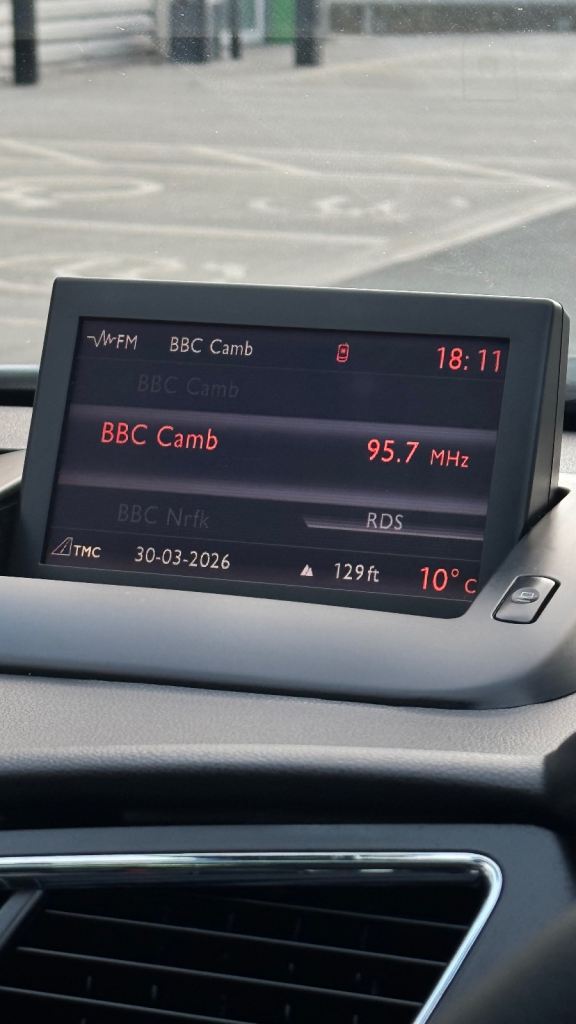 FM BBC Camb 18:11
BBC Camb
BBC Camb 95.7 MHz
BBC Nrfk RDS
TMC 30-03-2026 129ft 10°C